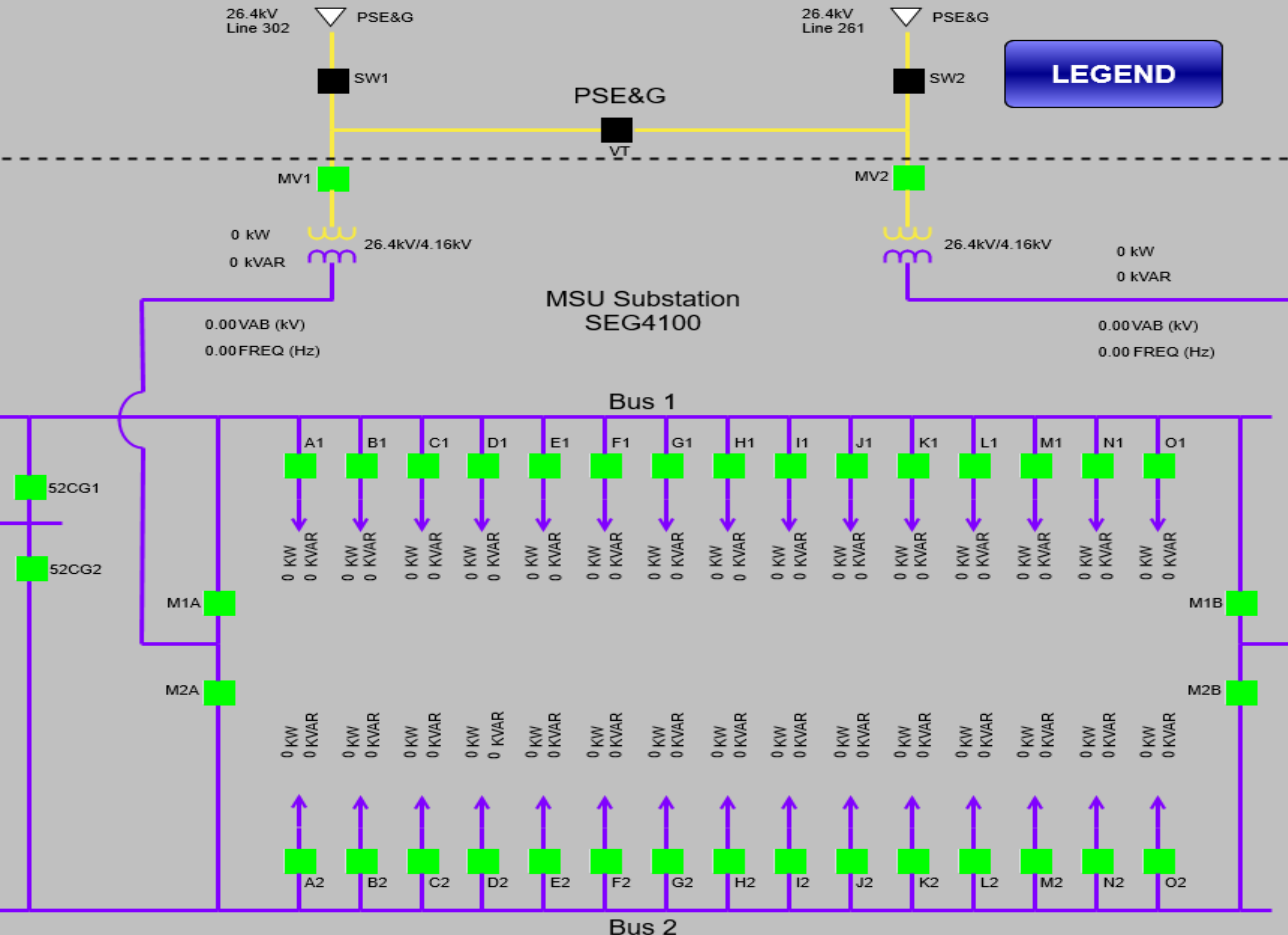 26.4kV
Line 302
PSE&G
26.4kV
Line 261
PSE&G
LEGEND
SW1
SW2
PSE&G
VT
MV1
MV2
0 kW
0 kVAR
26.4kV/4.16kV
26.4kV/4.16kV
0 kW
0 kVAR
MSU Substation
SEG4100
0.00 VAB (kV)
0.00 FREQ (Hz)
0.00 VAB (kV)
0.00 FREQ (Hz)
Bus 1
A1 B1 C1 D1 E1 F1 G1 H1 I1 J1 K1 L1 M1 N1 O1
52CG1
52CG2
0 KW
0 KVAR
0 KW
0 KVAR
0 KW
0 KVAR
0 KW
0 KVAR
0 KW
0 KVAR
0 KW
0 KVAR
0 KW
0 KVAR
0 KW
0 KVAR
0 KW
0 KVAR
0 KW
0 KVAR
0 KW
0 KVAR
0 KW
0 KVAR
0 KW
0 KVAR
0 KW
0 KVAR
0 KW
0 KVAR
M1A
M1B
M2A
M2B
0 KW
0 KVAR
0 KW
0 KVAR
0 KW
0 KVAR
0 KW
0 KVAR
0 KW
0 KVAR
0 KW
0 KVAR
0 KW
0 KVAR
0 KW
0 KVAR
0 KW
0 KVAR
0 KW
0 KVAR
0 KW
0 KVAR
0 KW
0 KVAR
0 KW
0 KVAR
0 KW
0 KVAR
0 KW
0 KVAR
A2 B2 C2 D2 E2 F2 G2 H2 I2 J2 K2 L2 M2 N2 O2
Bus 2